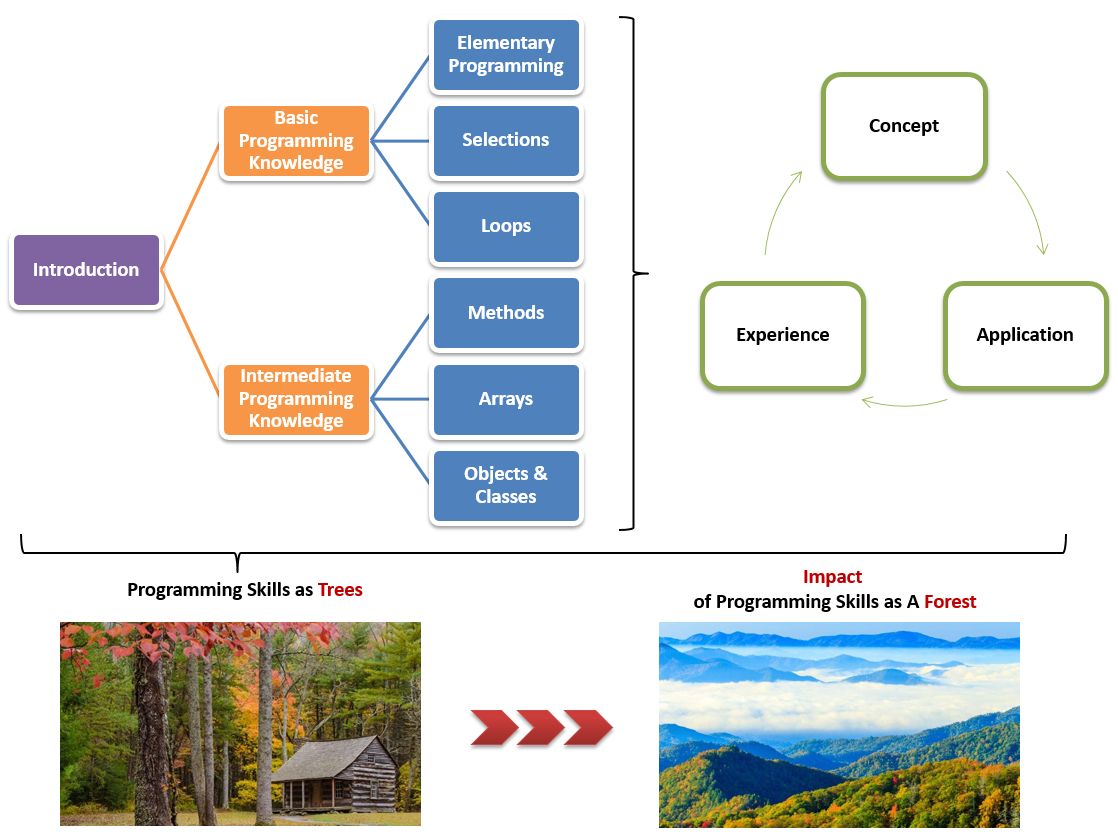 Introduction
Basic
Programming
Knowledge
Intermediate
Programming
Knowledge
Elementary
Programming
Selections
Loops
Methods
Arrays
Objects &
Classes
Concept
Application
Experience
Programming Skills as Trees
Impact
of Programming Skills as A Forest